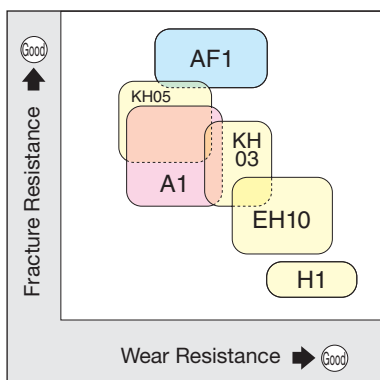 Good
Fracture Resistance
AF1
KH05
KH
03
A1
EH10
H1
Wear Resistance
Good